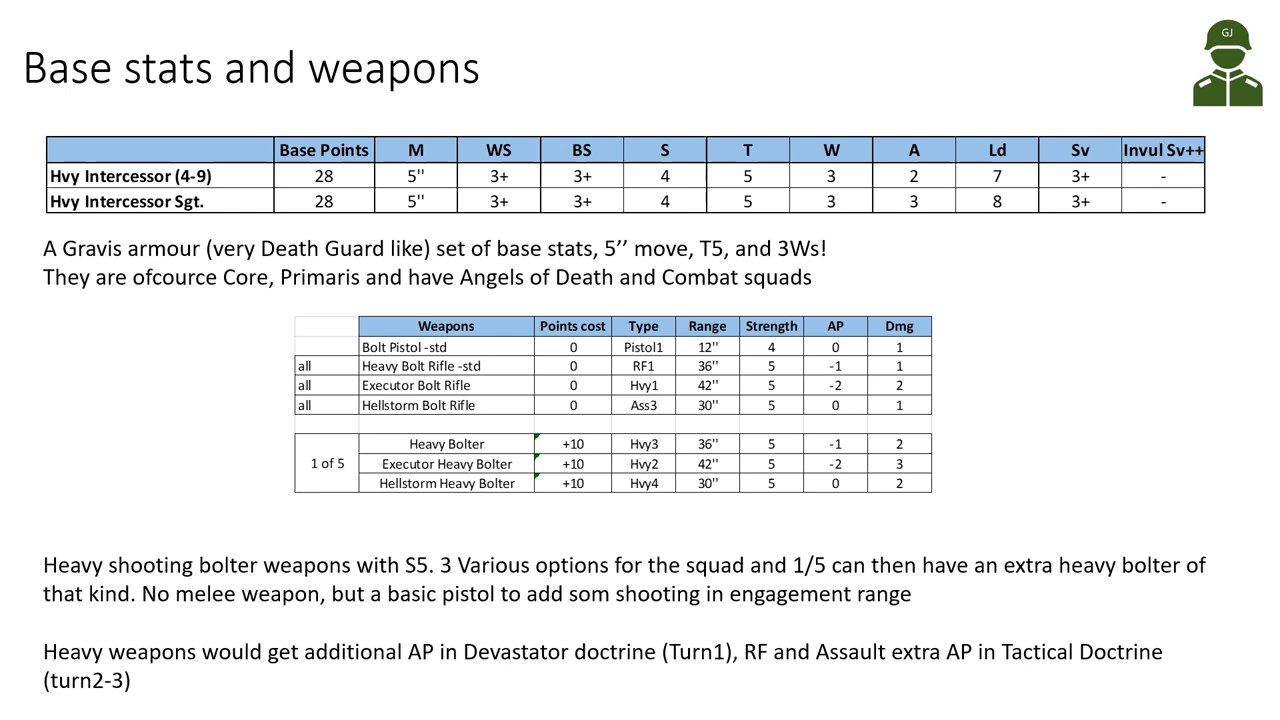 GJ
Base stats and weapons
Base Points M WS BS S T W A Ld Sv Invul Sv++
Hvy Intercessor (4-9) 28 5'' 3+ 3+ 4 5 3 2 7 3+ -
Hvy Intercessor Sgt. 28 5'' 3+ 3+ 4 5 3 3 8 3+ -
A Gravis armour (very Death Guard like) set of base stats, 5’’ move, T5, and 3Ws!
They are ofcource Core, Primaris and have Angels of Death and Combat squads
Weapons Points cost Type Range Strength AP Dmg
Bolt Pistol -std 0 Pistol1 12'' 4 0 1
all Heavy Bolt Rifle -std 0 RF1 36'' 5 -1 1
all Executor Bolt Rifle 0 Hvy1 42'' 5 -2 2
all Hellstorm Bolt Rifle 0 Ass3 30'' 5 0 1
Heavy Bolter +10 Hvy3 36'' 5 -1 2
1 of 5 Executor Heavy Bolter +10 Hvy2 42'' 5 -2 3
Hellstorm Heavy Bolter +10 Hvy4 30'' 5 0 2
Heavy shooting bolter weapons with S5. 3 Various options for the squad and 1/5 can then have an extra heavy bolter of
that kind. No melee weapon, but a basic pistol to add som shooting in engagement range
Heavy weapons would get additional AP in Devastator doctrine (Turn1), RF and Assault extra AP in Tactical Doctrine
(turn2-3)